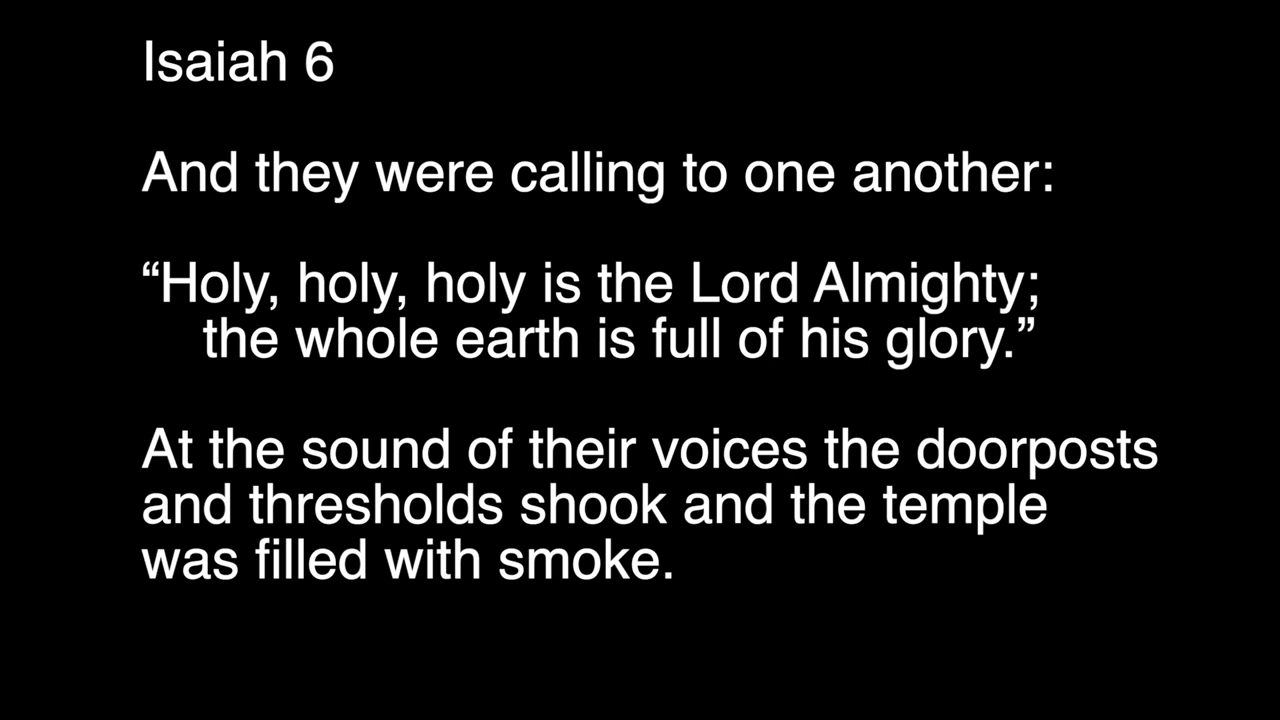 Isaiah 6
And they were calling to one another:
“Holy, holy, holy is the Lord Almighty;
the whole earth is full of his glory.”
At the sound of their voices the doorposts
and thresholds shook and the temple
was filled with smoke.